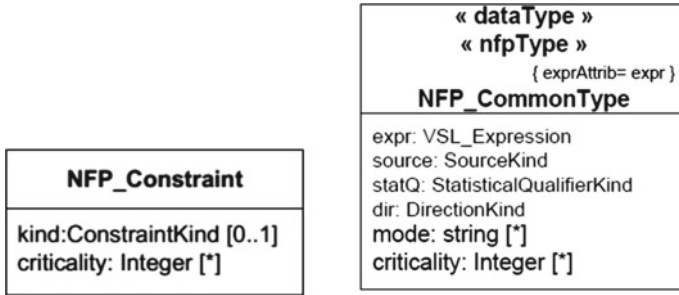 NFP_Constraint
kind:ConstraintKind [0..1]
criticality: Integer [*]
« dataType »
« nfpType »
{ exprAttrib= expr }
NFP_CommonType
expr: VSL_Expression
source: SourceKind
statQ: StatisticalQualifierKind
dir: DirectionKind
mode: string [*]
criticality: Integer [*]